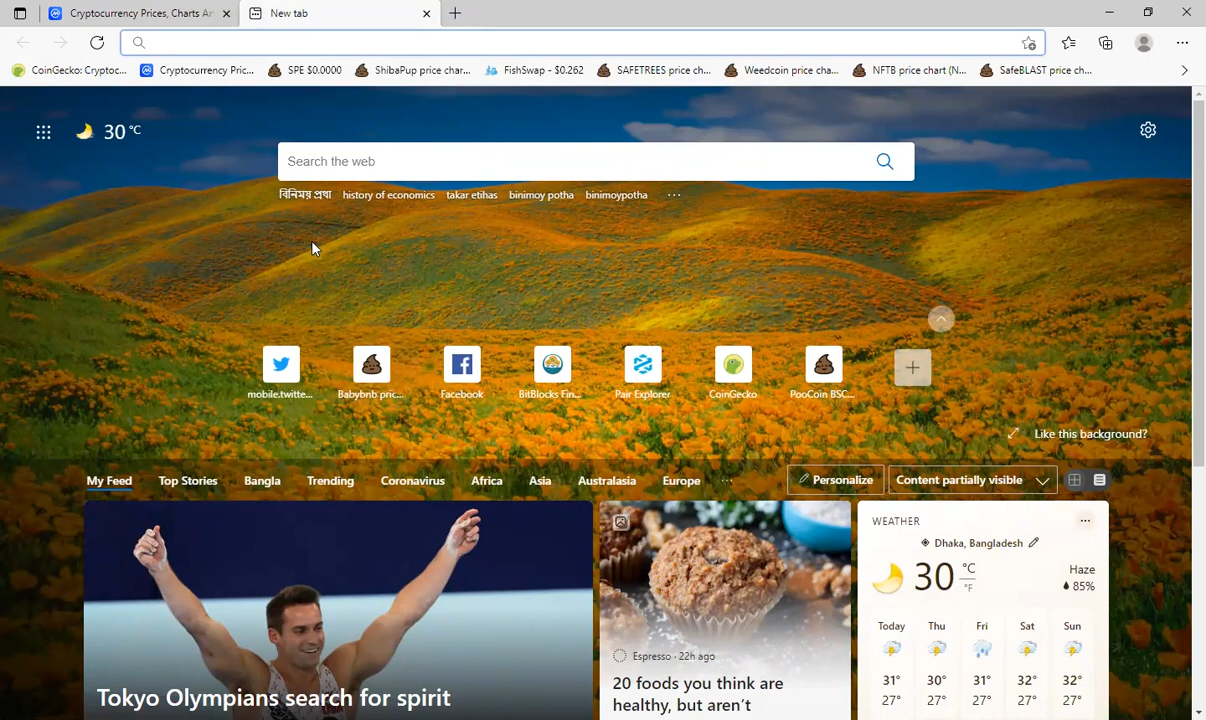 Cryptocurrency Prices, Charts An
New tab
CoinGecko: Cryptoc...
Cryptocurrency Pric...
SPE $0.0000
ShibaPup price char...
FishSwap - $0.262
SAFETREES price ch...
Weedcoin price cha...
NFTB price chart (N...
SafeBLAST price ch...
30 °C
Search the web
বিনিময় প্রথা
history of economics
takar etihas
binimoy potha
binimoypotha
...
mobile.twitte...
Babybnb pric...
Facebook
BitBlocks Fin...
Pair Explorer
CoinGecko
PooCoin BSC...
Like this background?
My Feed
Top Stories
Bangla
Trending
Coronavirus
Africa
Asia
Australasia
Europe
...
Personalize
Content partially visible
Tokyo Olympians search for spirit
Espresso · 22h ago
20 foods you think are
healthy, but aren't
WEATHER
Dhaka, Bangladesh
30 °C
°F
Haze
85%
Today Thu Fri Sat Sun
31° 30° 31° 32° 32°
27° 27° 27° 27° 27°